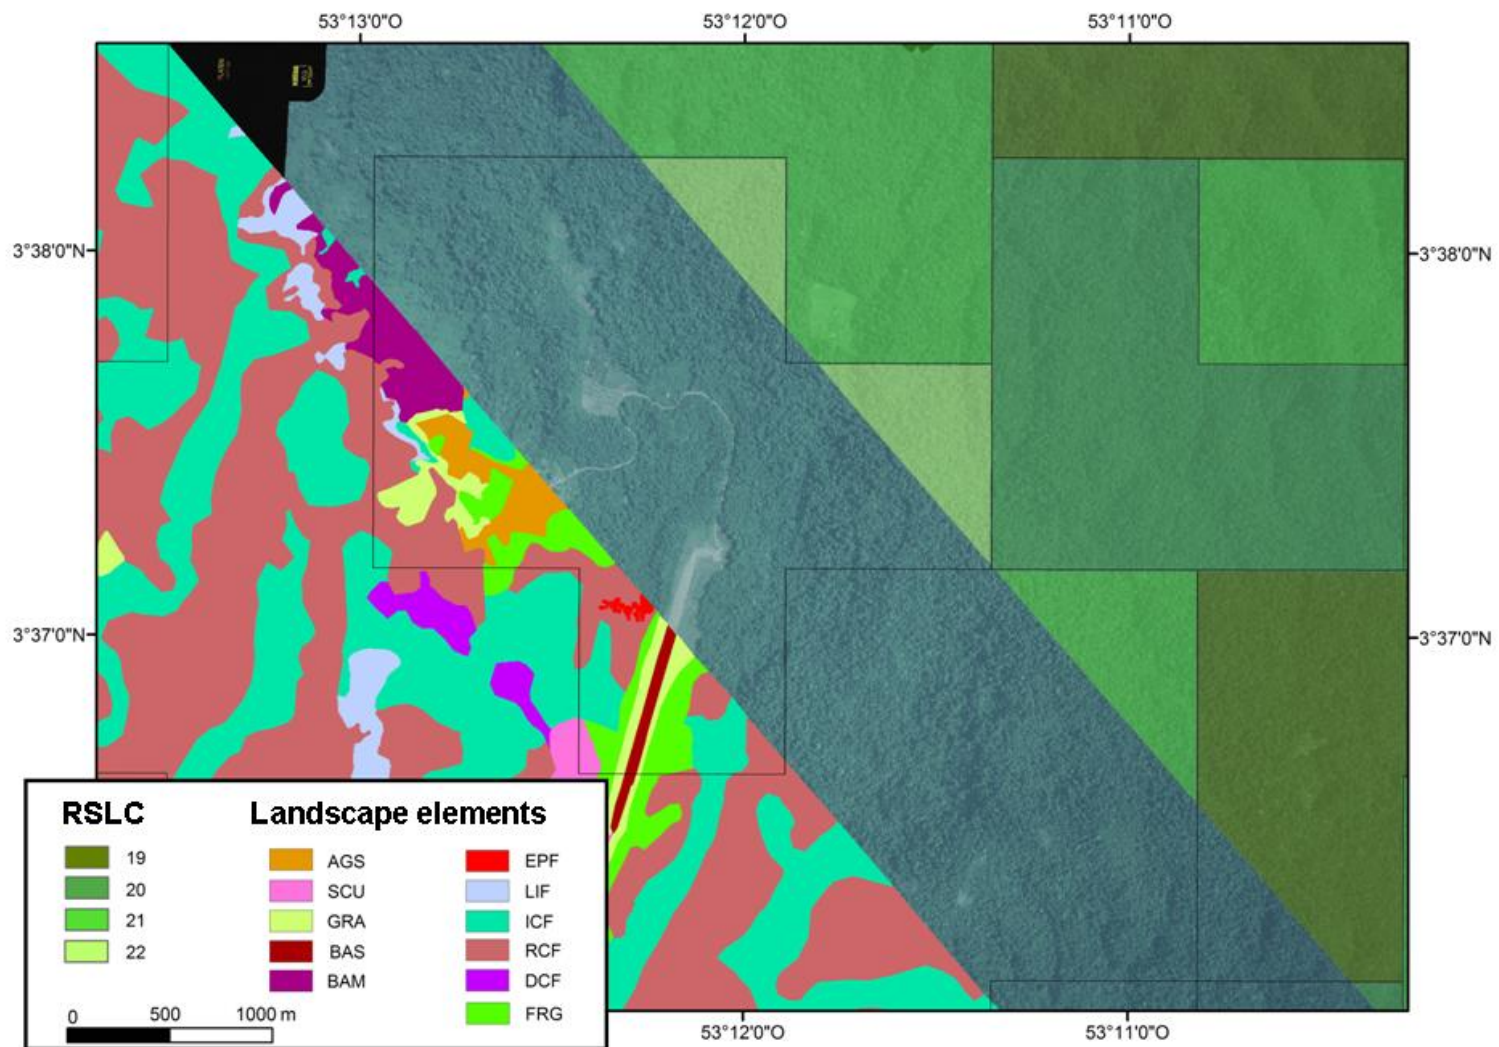 53°13'0"O 53°12'0"O 53°11'0"O
3°38'0"N 3°38'0"N
3°37'0"N 3°37'0"N
RSLC Landscape elements
19 AGS EPF
20 SCU LIF
21 GRA ICF
22 BAS RCF
BAM DCF
FRG
0 500 1000 m
53°12'0"O 53°11'0"O